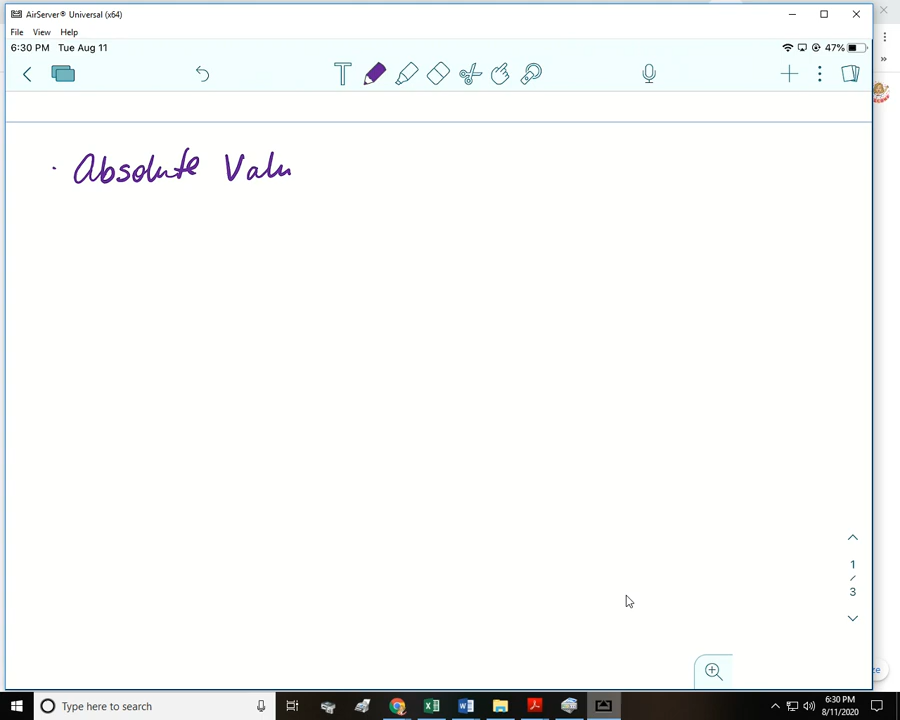 AirServer® Universal (x64)
File View Help
6:30 PM Tue Aug 11 47%
T
· Absolute Valu
1
/
3
ze
Type here to search
6:30 PM
8/11/2020